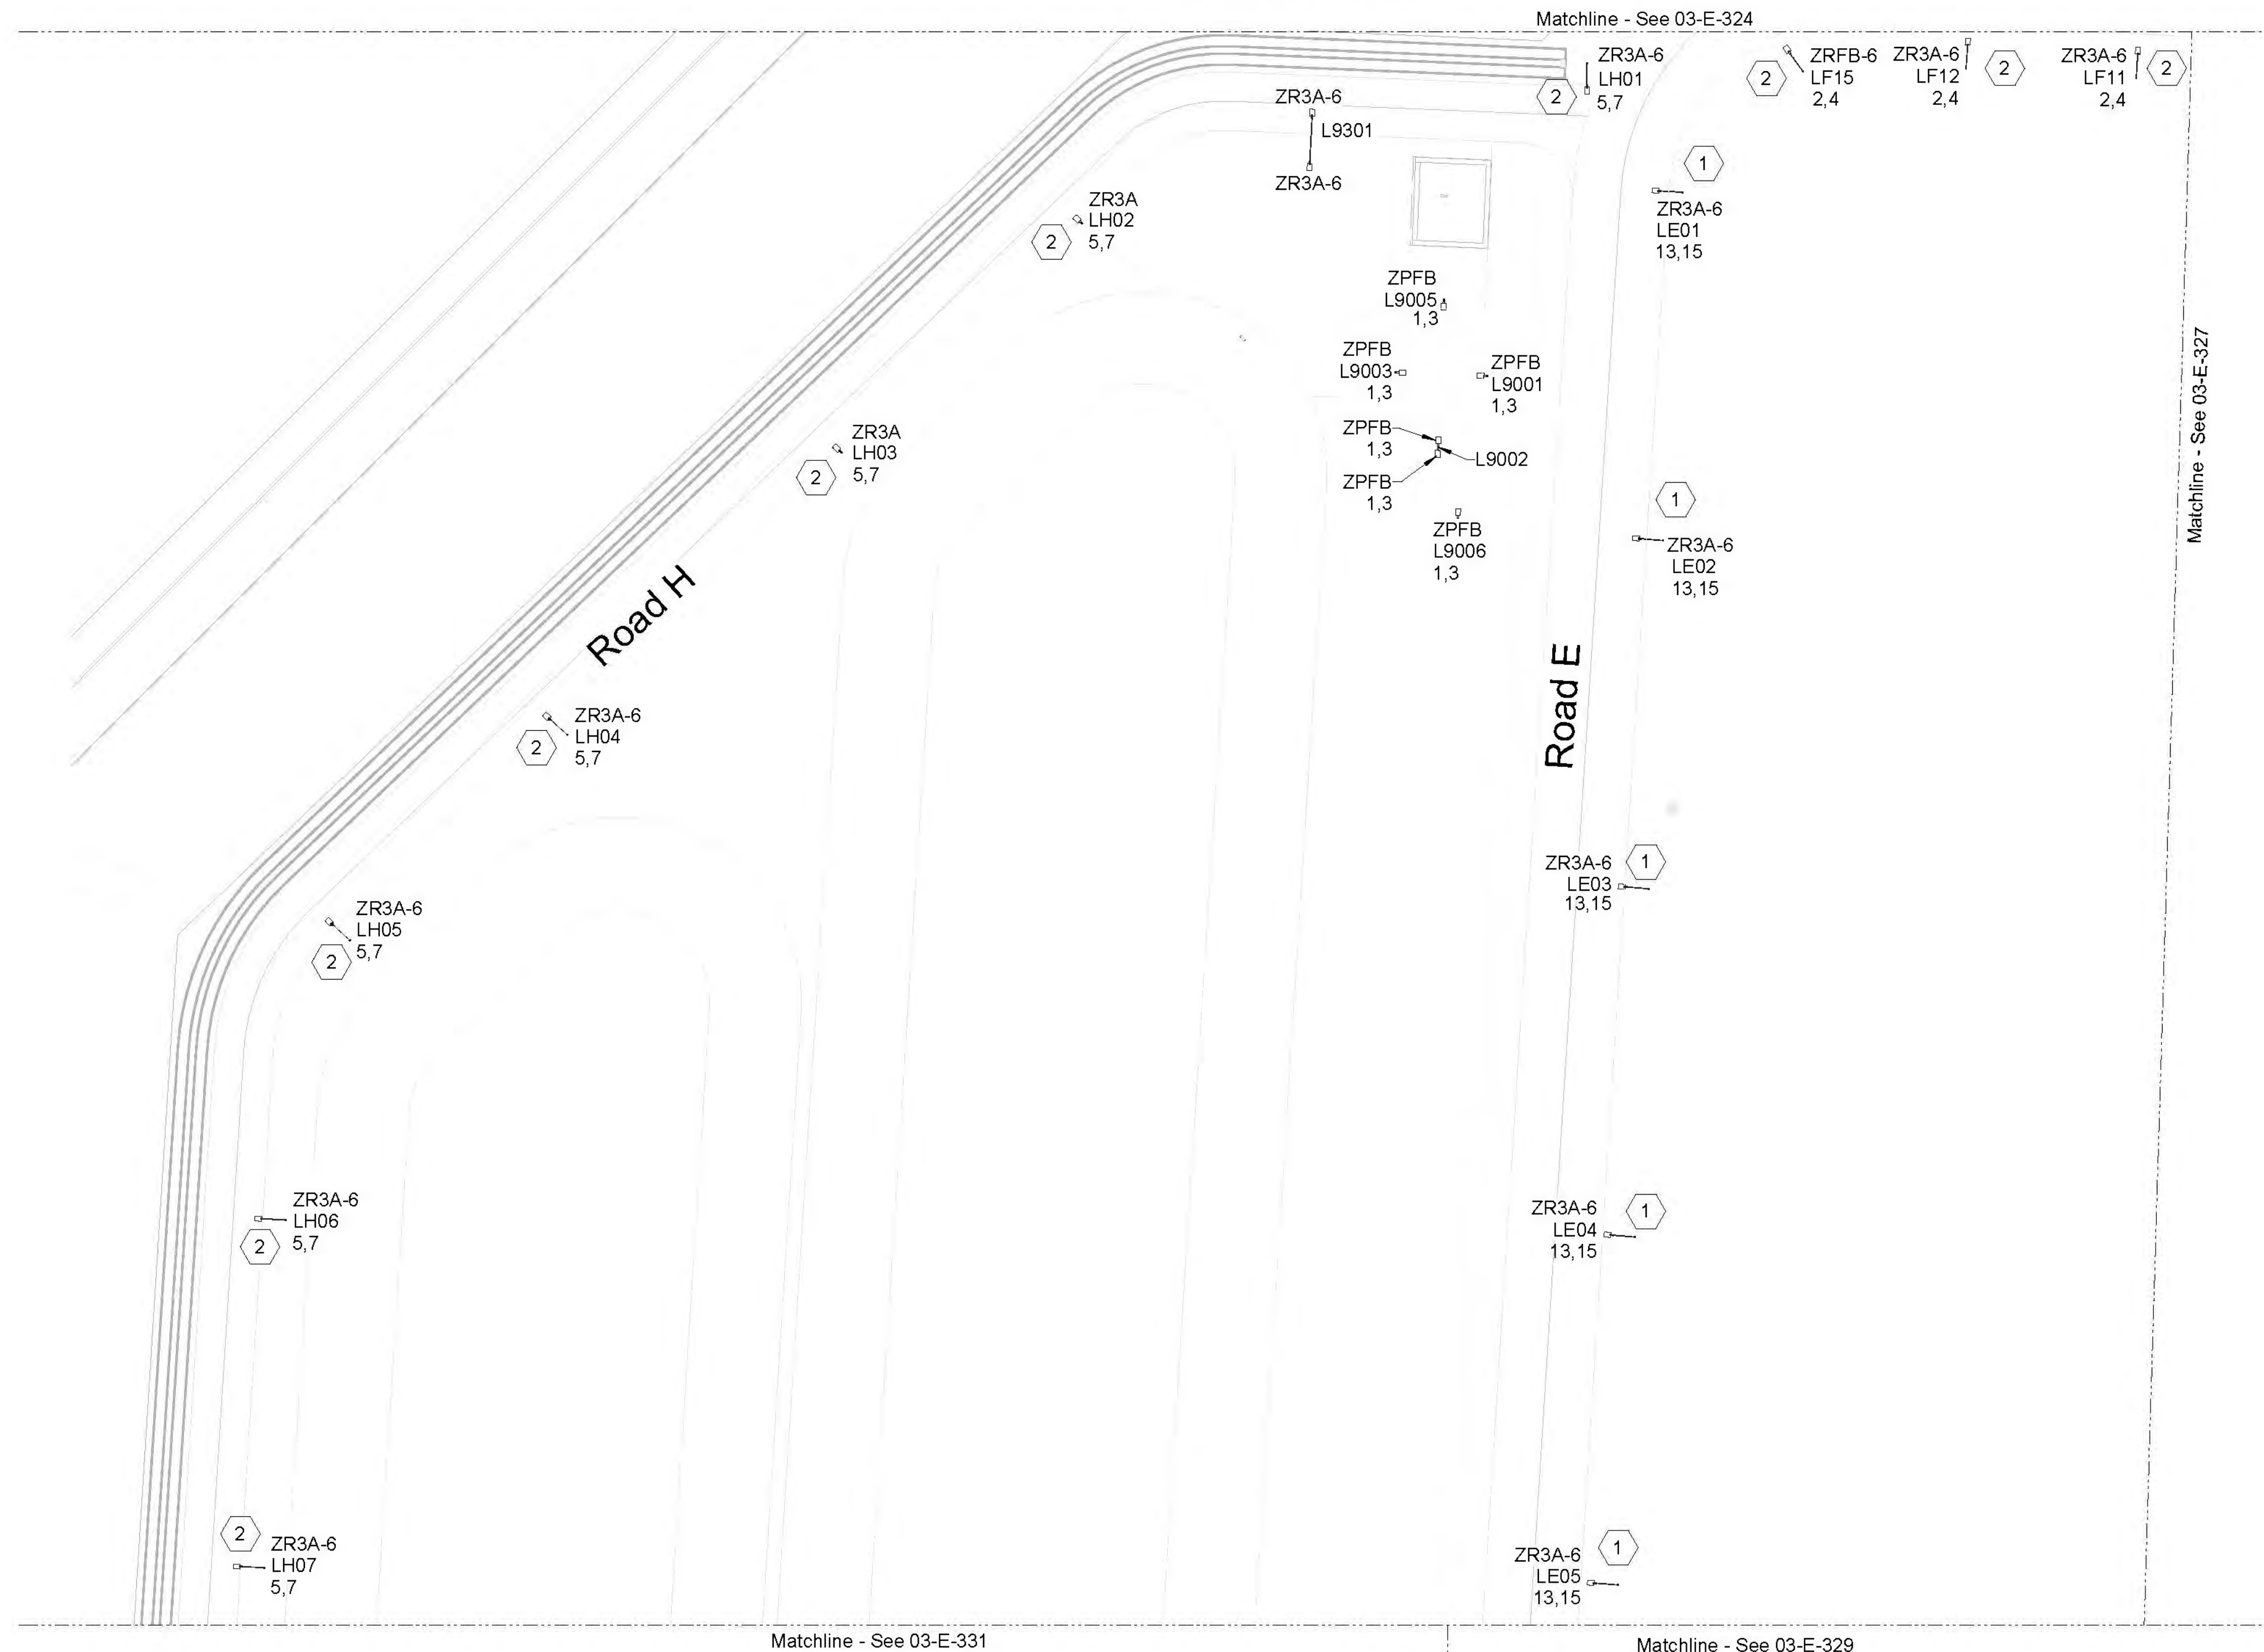 Matchline - See 03-E-324
ZR3A-6
LH01
5,7
2
2
ZRFB-6
LF15
2,4
ZR3A-6
LF12
2,4
2
ZR3A-6
LF11
2,4
2
ZR3A-6
L9301
ZR3A-6
1
ZR3A-6
LE01
13,15
ZR3A
LH02
5,7
2
ZPFB
L9005
1,3
ZPFB
L9003
1,3
ZPFB
L9001
1,3
Matchline - See 03-E-327
ZPFB
1,3
L9002
ZPFB
1,3
ZR3A
LH03
5,7
2
ZPFB
L9006
1,3
1
ZR3A-6
LE02
13,15
Road H
Road E
ZR3A-6
LH04
5,7
2
ZR3A-6
LE03
13,15
1
ZR3A-6
LH05
5,7
2
ZR3A-6
LH06
5,7
2
ZR3A-6
LE04
13,15
1
2
ZR3A-6
LH07
5,7
ZR3A-6
LE05
13,15
1
Matchline - See 03-E-331
Matchline - See 03-E-329